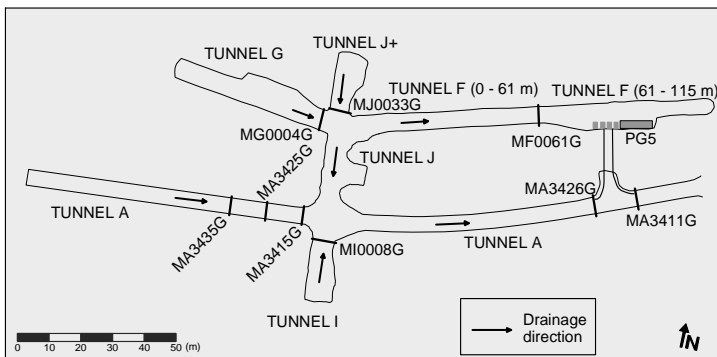 TUNNEL G
TUNNEL J+
TUNNEL F (0 - 61 m)
TUNNEL F (61 - 115 m)
MJ0033G
MG0004G
MF0061G
PG5
MA3425G
TUNNEL J
MA3426G
TUNNEL A
MA3435G
MA3415G
MI0008G
TUNNEL A
MA3411G
TUNNEL I
0 10 20 30 40 50 (m)
Drainage
direction
N